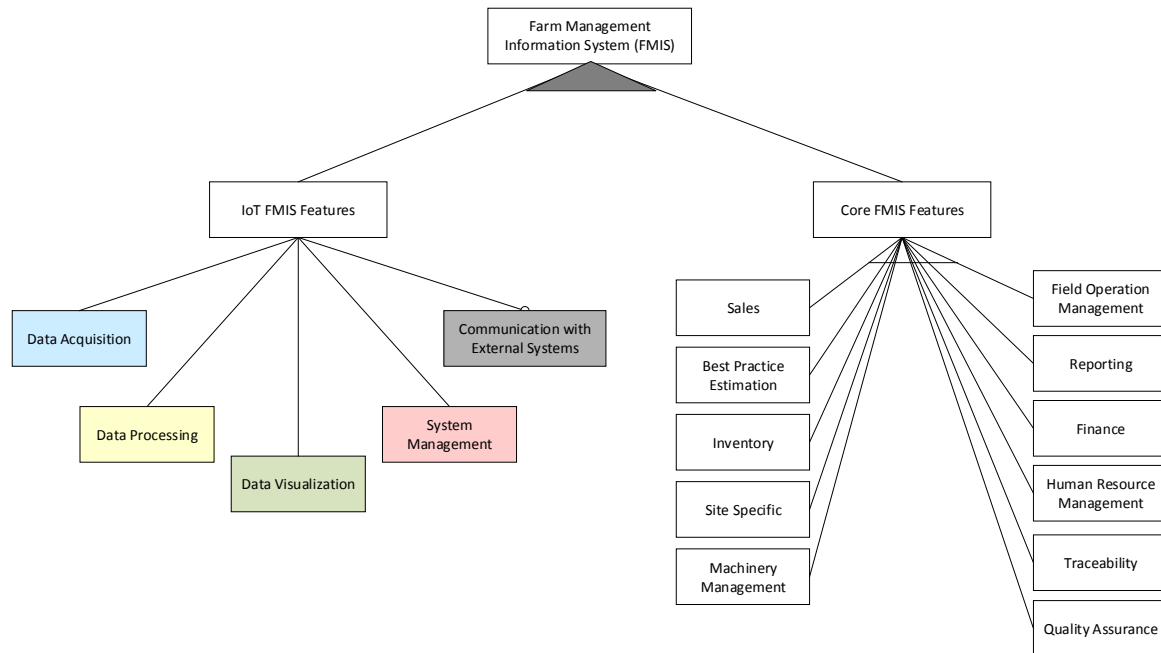 Farm Management
Information System (FMIS)
IoT FMIS Features
Core FMIS Features
Data Acquisition
Communication with
External Systems
Data Processing
System
Management
Data Visualization
Sales
Best Practice
Estimation
Inventory
Site Specific
Machinery
Management
Field Operation
Management
Reporting
Finance
Human Resource
Management
Traceability
Quality Assurance